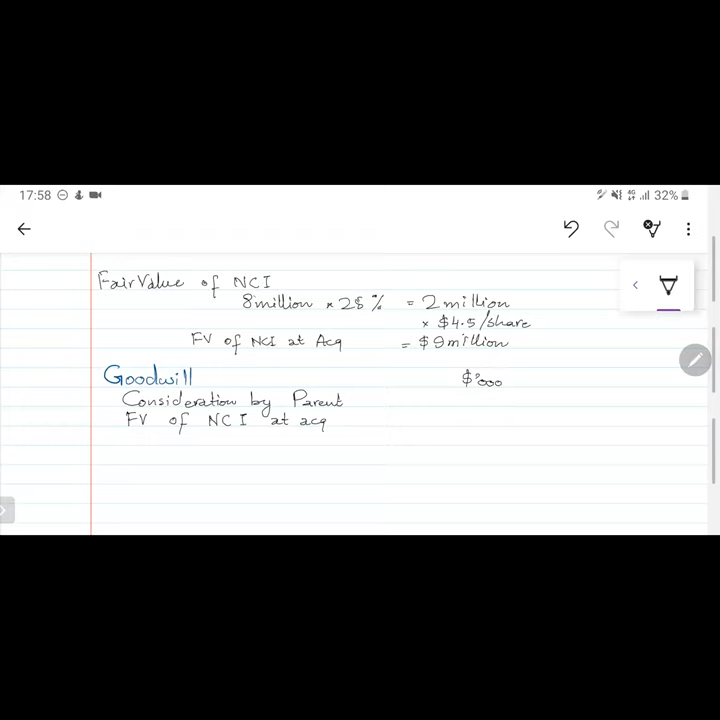 17:58 4G 32%
Fair Value of NCI
8 million × 25 % = 2 million
× $4.5/share
FV of NCI at Acq = $9 million
Goodwill $'000
Consideration by Parent
FV of NCI at acq